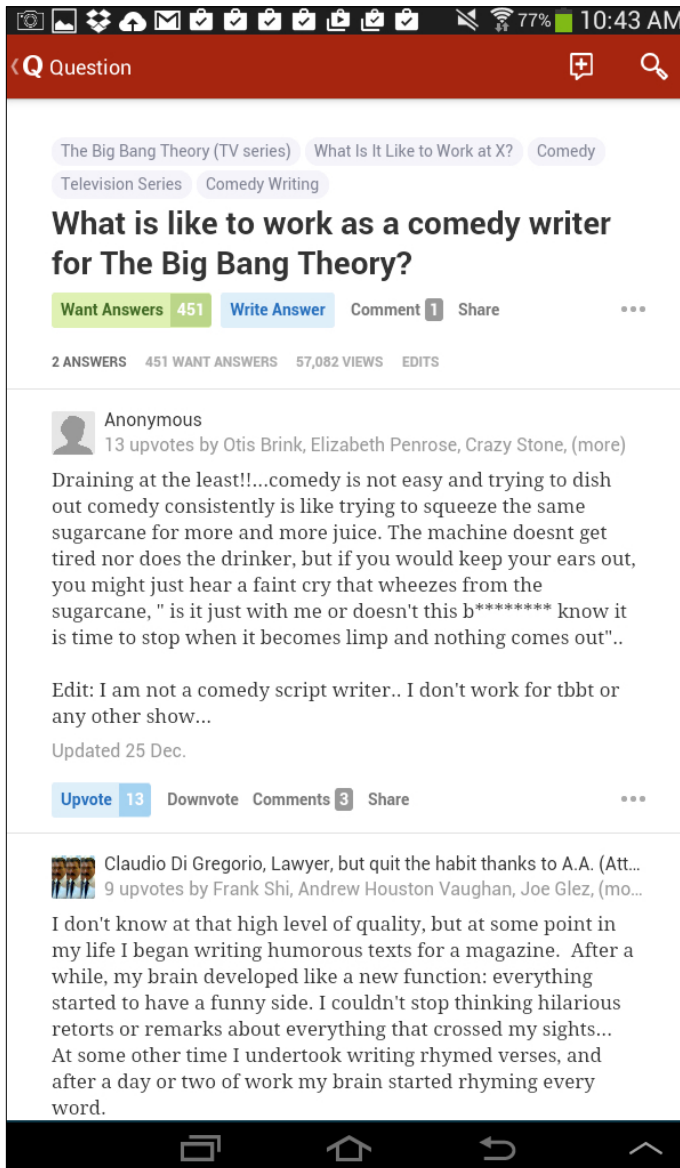 77% 10:43 AM
Q Question
The Big Bang Theory (TV series) What Is It Like to Work at X? Comedy
Television Series Comedy Writing
What is like to work as a comedy writer
for The Big Bang Theory?
Want Answers 451 Write Answer Comment 1 Share
2 ANSWERS 451 WANT ANSWERS 57,082 VIEWS EDITS
Anonymous
13 upvotes by Otis Brink, Elizabeth Penrose, Crazy Stone, (more)
Draining at the least!!...comedy is not easy and trying to dish
out comedy consistently is like trying to squeeze the same
sugarcane for more and more juice. The machine doesnt get
tired nor does the drinker, but if you would keep your ears out,
you might just hear a faint cry that wheezes from the
sugarcane, " is it just with me or doesn't this b******** know it
is time to stop when it becomes limp and nothing comes out"..
Edit: I am not a comedy script writer.. I don't work for tbbt or
any other show...
Updated 25 Dec.
Upvote 13 Downvote Comments 3 Share
Claudio Di Gregorio, Lawyer, but quit the habit thanks to A.A. (Att...
9 upvotes by Frank Shi, Andrew Houston Vaughan, Joe Glez, (mo...
I don't know at that high level of quality, but at some point in
my life I began writing humorous texts for a magazine.  After a
while, my brain developed like a new function: everything
started to have a funny side. I couldn't stop thinking hilarious
retorts or remarks about everything that crossed my sights...
At some other time I undertook writing rhymed verses, and
after a day or two of work my brain started rhyming every
word.